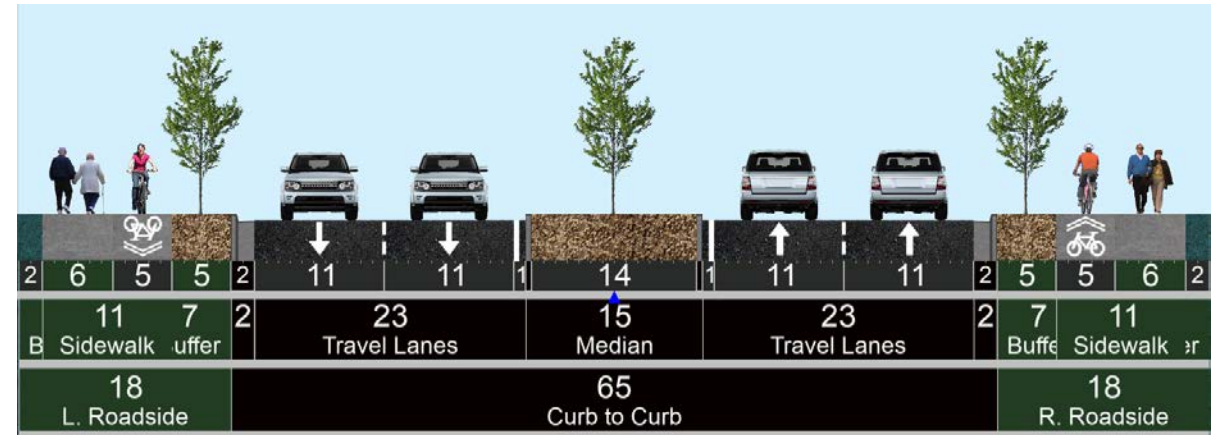 2 6 5 5 2 11 11 1 14 1 11 11 2 5 5 6 2
11 7 2 23 15 23 2 7 11
B Sidewalk uffer Travel Lanes Median Travel Lanes Buffe Sidewalk er
18 65 18
L. Roadside Curb to Curb R. Roadside